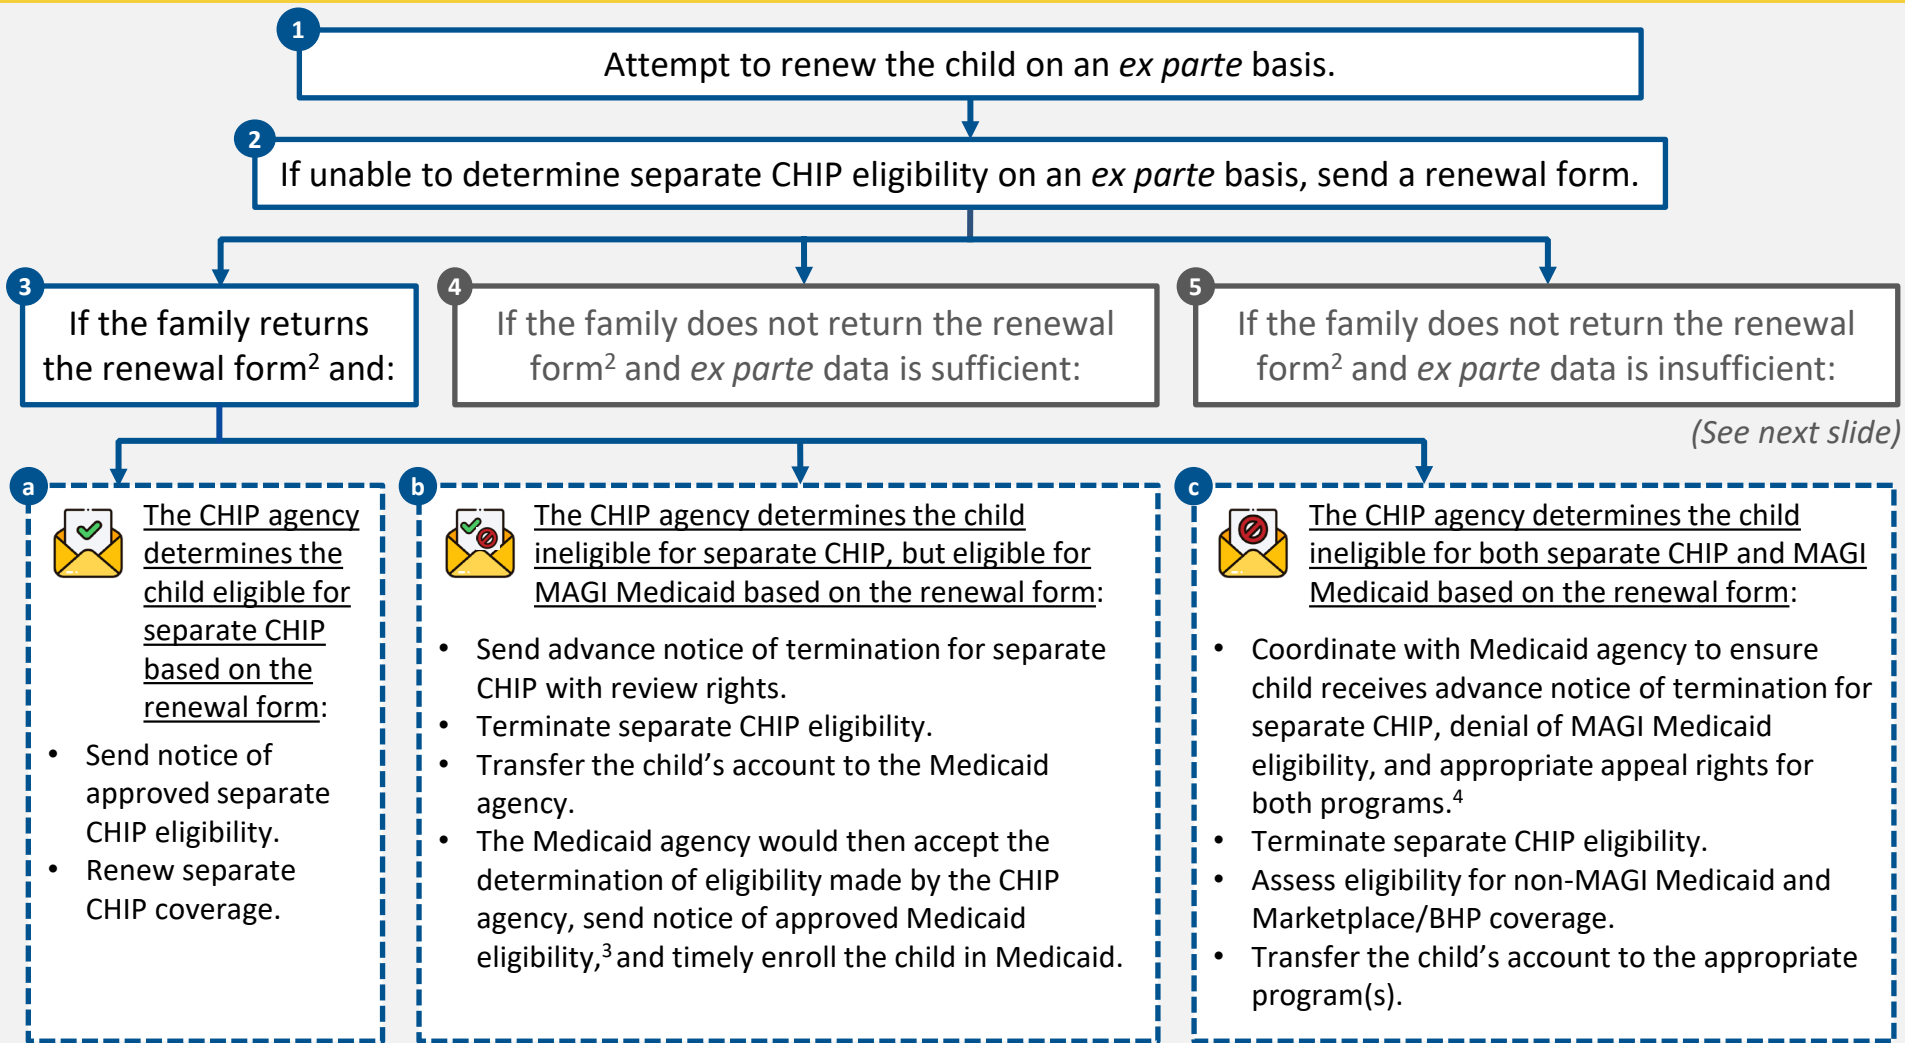 1
Attempt to renew the child on an ex parte basis.
2
If unable to determine separate CHIP eligibility on an ex parte basis, send a renewal form.
3
If the family returns
the renewal form² and:
4
If the family does not return the renewal
form² and ex parte data is sufficient:
5
If the family does not return the renewal
form² and ex parte data is insufficient:
(See next slide)
a
The CHIP agency
determines the
child eligible for
separate CHIP
based on the
renewal form:
• Send notice of
approved separate
CHIP eligibility.
• Renew separate
CHIP coverage.
b
The CHIP agency determines the child
ineligible for separate CHIP, but eligible for
MAGI Medicaid based on the renewal form:
• Send advance notice of termination for separate
CHIP with review rights.
• Terminate separate CHIP eligibility.
• Transfer the child’s account to the Medicaid
agency.
• The Medicaid agency would then accept the
determination of eligibility made by the CHIP
agency, send notice of approved Medicaid
eligibility,³ and timely enroll the child in Medicaid.
c
The CHIP agency determines the child
ineligible for both separate CHIP and MAGI
Medicaid based on the renewal form:
• Coordinate with Medicaid agency to ensure
child receives advance notice of termination for
separate CHIP, denial of MAGI Medicaid
eligibility, and appropriate appeal rights for
both programs.⁴
• Terminate separate CHIP eligibility.
• Assess eligibility for non-MAGI Medicaid and
Marketplace/BHP coverage.
• Transfer the child’s account to the appropriate
program(s).